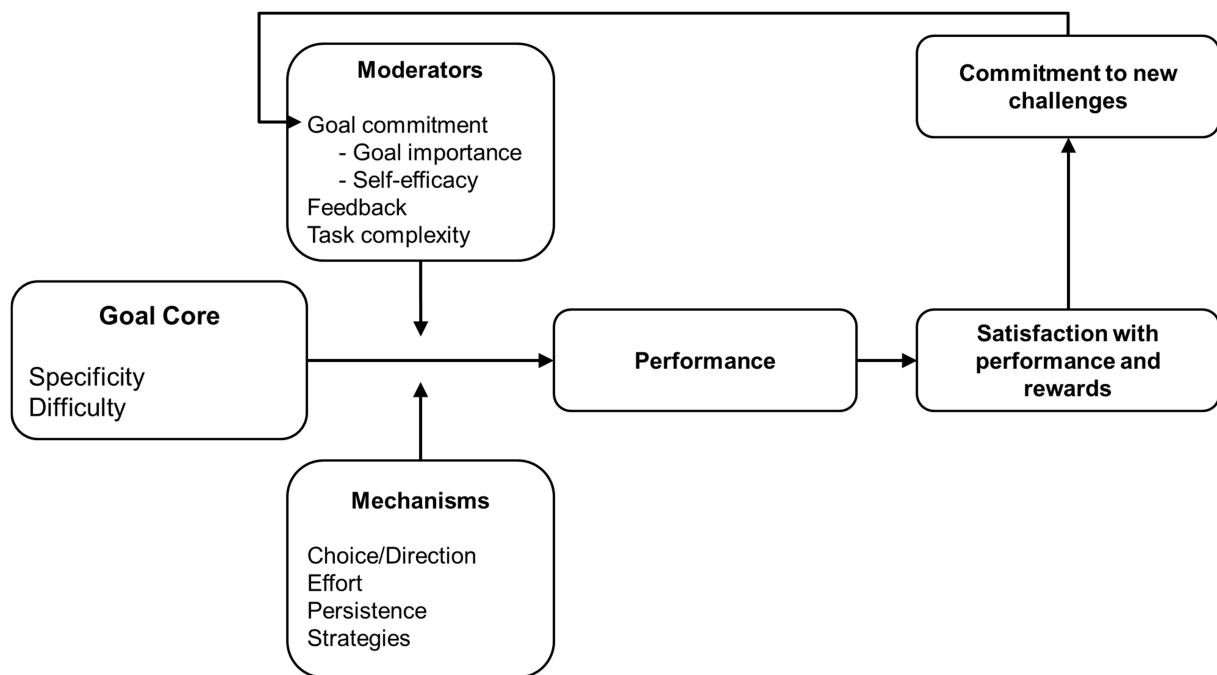 Moderators
Goal commitment
- Goal importance
- Self-efficacy
Feedback
Task complexity
Commitment to new
challenges
Goal Core
Specificity
Difficulty
Performance
Satisfaction with
performance and
rewards
Mechanisms
Choice/Direction
Effort
Persistence
Strategies